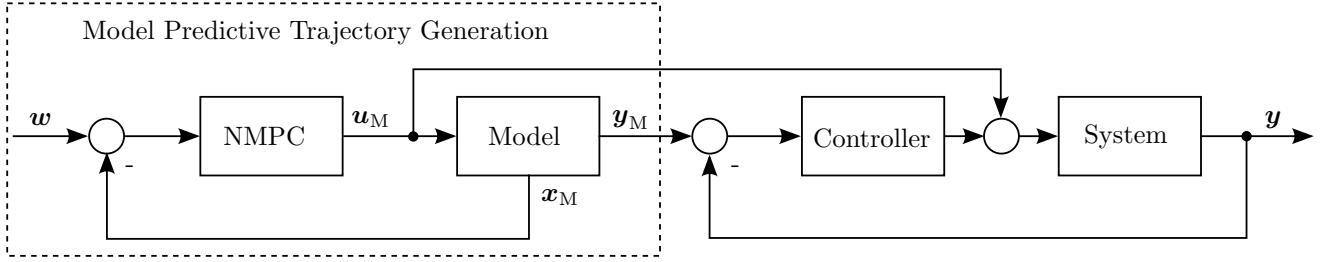 Model Predictive Trajectory Generation
w
NMPC
u_M
Model
y_M
Controller
System
y
-
-
x_M